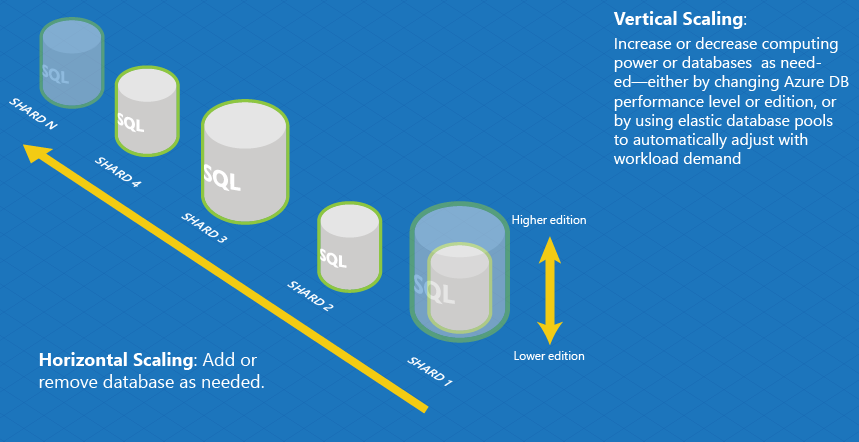 Vertical Scaling:
Increase or decrease computing
power or databases as need-
ed—either by changing Azure DB
performance level or edition, or
by using elastic database pools
to automatically adjust with
workload demand
SQL
SHARD N
SQL
SHARD 4
SQL
SHARD 3
SQL
SHARD 2
SQL
SHARD 1
Higher edition
Lower edition
Horizontal Scaling: Add or
remove database as needed.